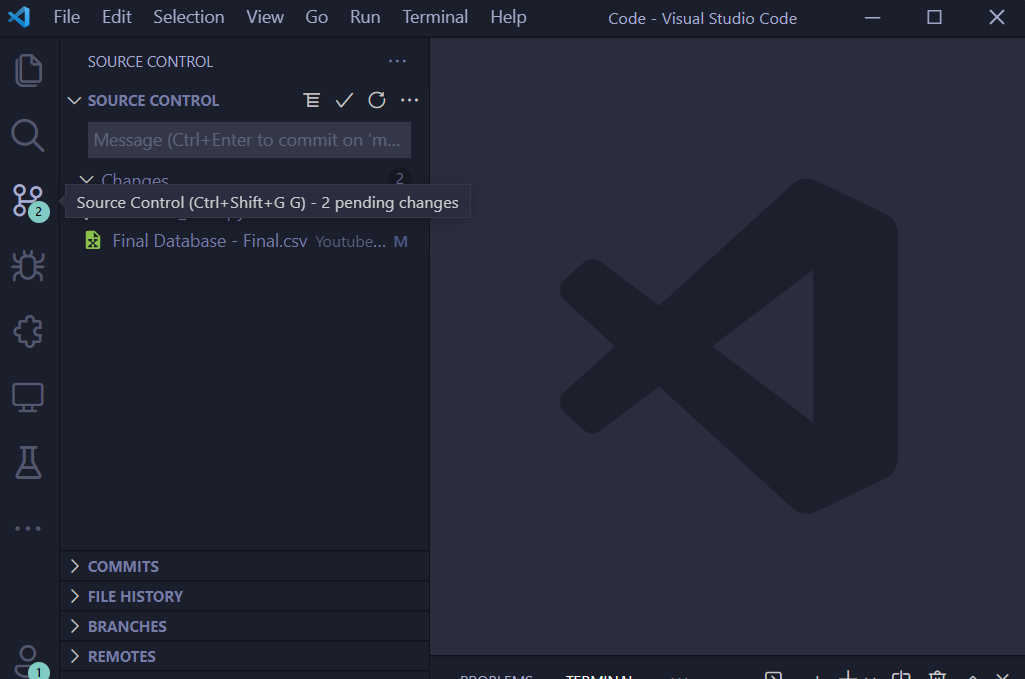 File Edit Selection View Go Run Terminal Help Code - Visual Studio Code
SOURCE CONTROL ...
SOURCE CONTROL ...
Message (Ctrl+Enter to commit on 'm...
Changes 2
2 Source Control (Ctrl+Shift+G G) - 2 pending changes
Final Database - Final.csv Youtube... M
COMMITS
FILE HISTORY
BRANCHES
REMOTES
1
PROBLEMS TERMINAL